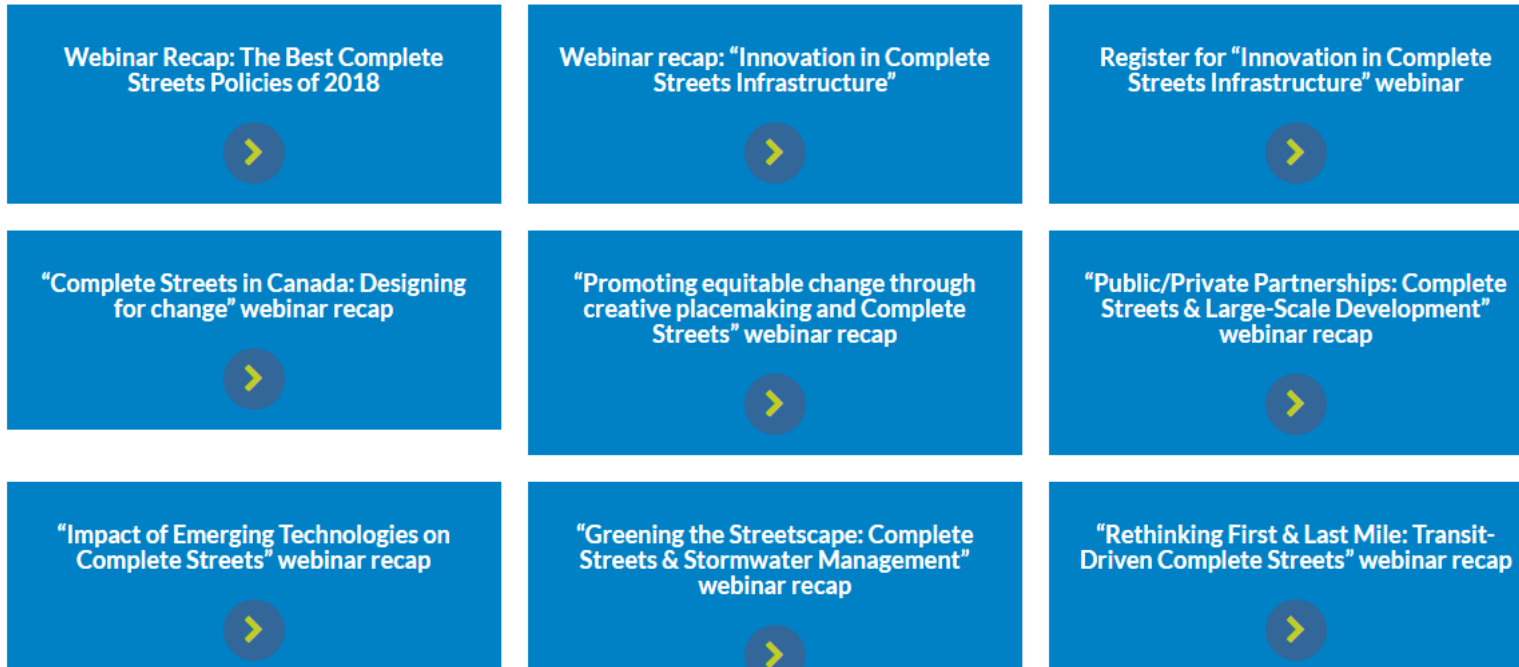 Webinar Recap: The Best Complete
Streets Policies of 2018
Webinar recap: “Innovation in Complete
Streets Infrastructure”
Register for “Innovation in Complete
Streets Infrastructure” webinar
“Complete Streets in Canada: Designing
for change” webinar recap
“Promoting equitable change through
creative placemaking and Complete
Streets” webinar recap
“Public/Private Partnerships: Complete
Streets & Large-Scale Development”
webinar recap
“Impact of Emerging Technologies on
Complete Streets” webinar recap
“Greening the Streetscape: Complete
Streets & Stormwater Management”
webinar recap
“Rethinking First & Last Mile: Transit-
Driven Complete Streets” webinar recap